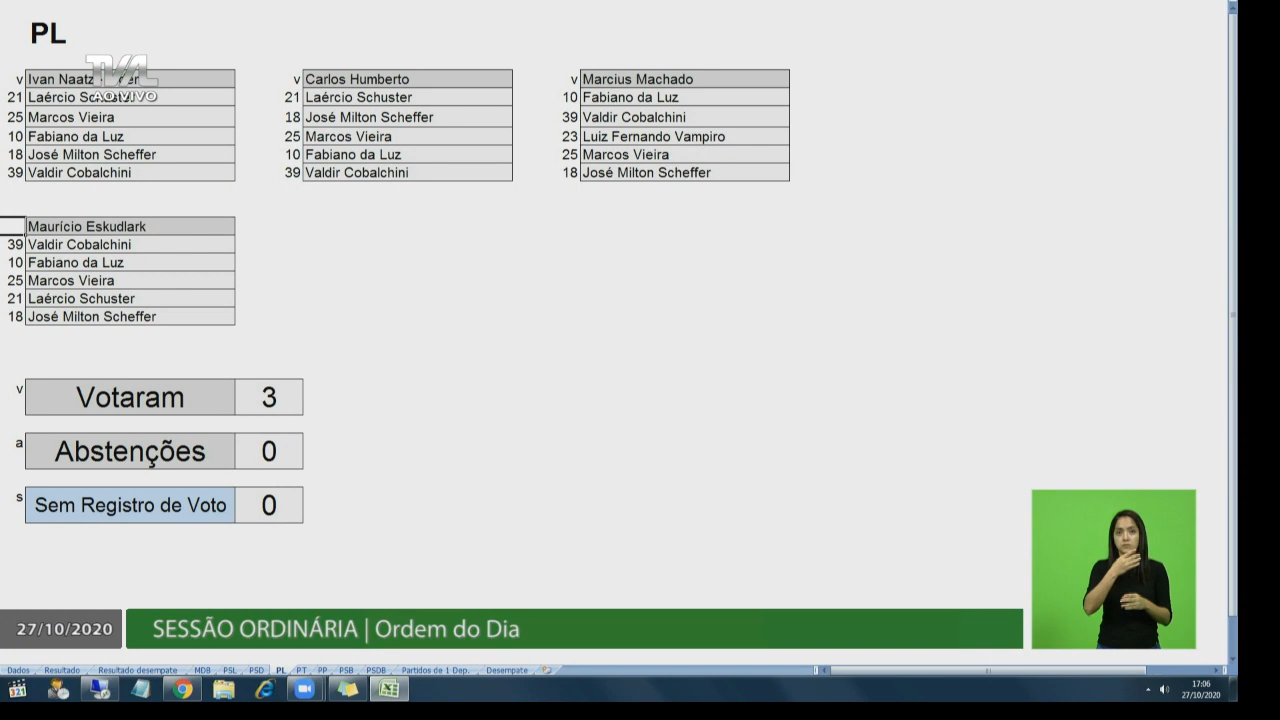 PL
TVAL
AO VIVO
v Ivan Naatz
21 Laércio Schuster
25 Marcos Vieira
10 Fabiano da Luz
18 José Milton Scheffer
39 Valdir Cobalchini
v Carlos Humberto
21 Laércio Schuster
18 José Milton Scheffer
25 Marcos Vieira
10 Fabiano da Luz
39 Valdir Cobalchini
v Marcius Machado
10 Fabiano da Luz
39 Valdir Cobalchini
23 Luiz Fernando Vampiro
25 Marcos Vieira
18 José Milton Scheffer
Maurício Eskudlark
39 Valdir Cobalchini
10 Fabiano da Luz
25 Marcos Vieira
21 Laércio Schuster
18 José Milton Scheffer
v Votaram 3
a Abstenções 0
s Sem Registro de Voto 0
27/10/2020 SESSÃO ORDINÁRIA | Ordem do Dia
Dados Resultado Resultado desempate MDB PSL PSD PL PT PP PSB PSDB Partidos de 1 Dep. Desempate
321 17:06
27/10/2020